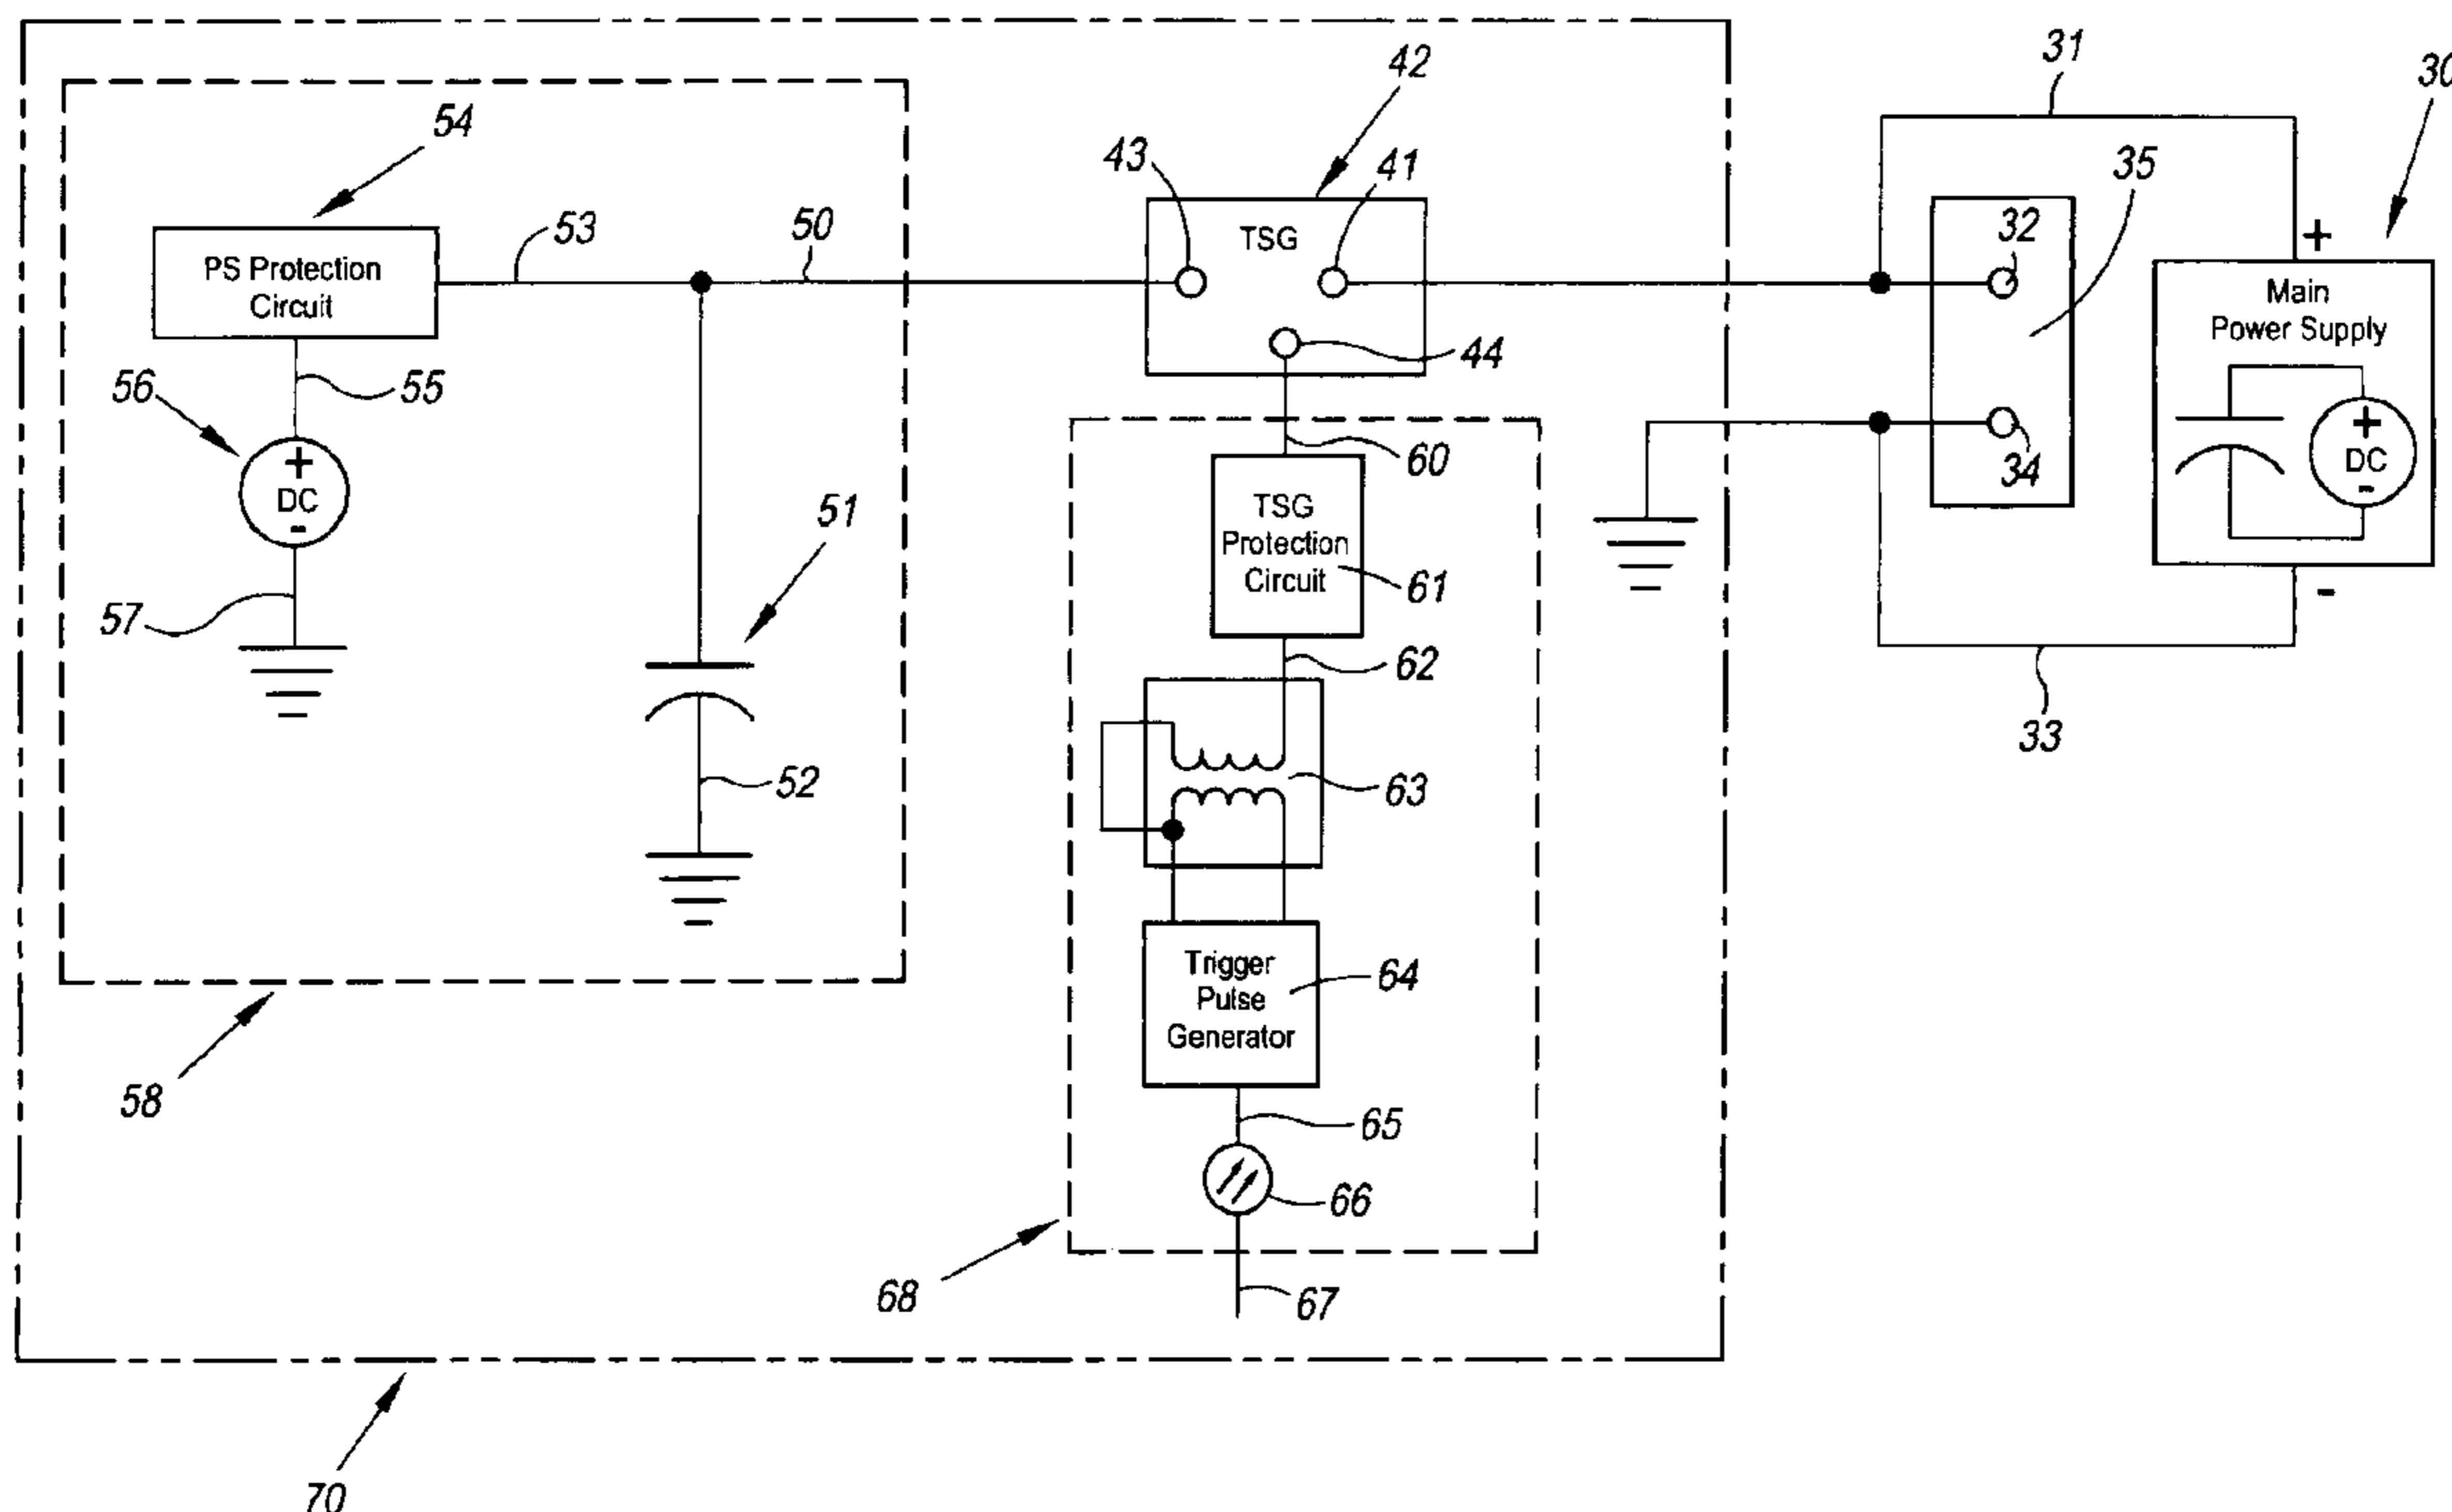 31
30
42
54
43
41
35
53
50
TSG
32
+
PS Protection
Circuit
Main
Power Supply
44
56
55
+
DC
-
+
DC
-
60
34
51
TSG
Protection
Circuit
61
57
-
62
33
52
63
Trigger
Pulse
Generator
64
58
65
66
68
67
70